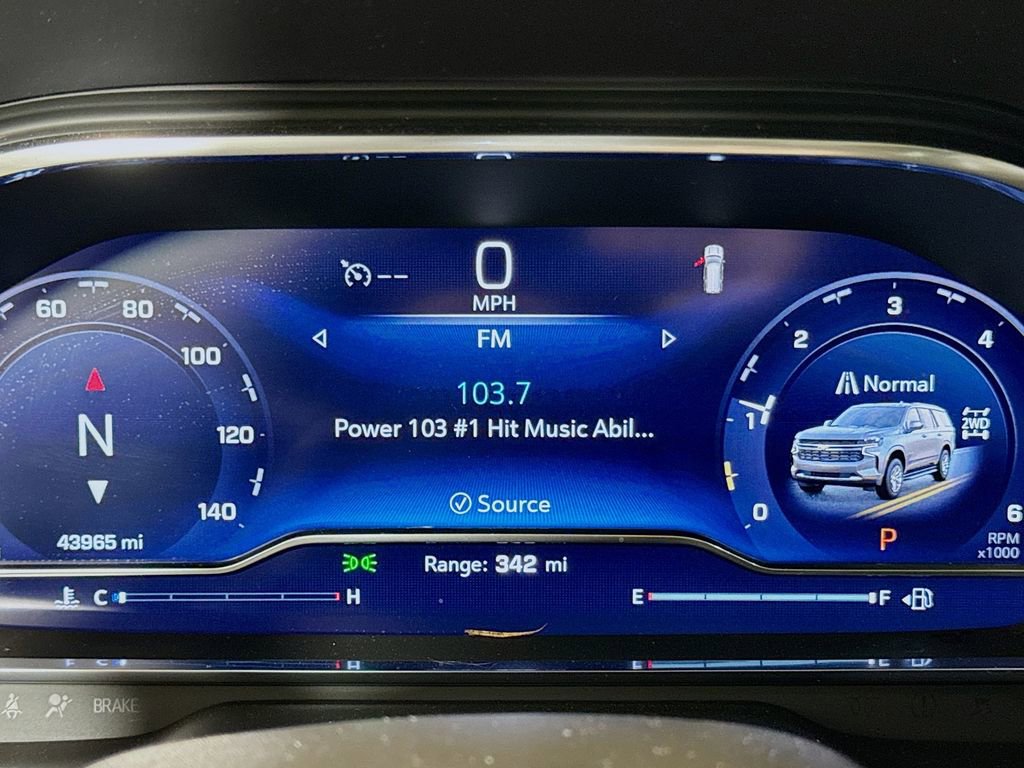 0
MPH
FM
103.7
Power 103 #1 Hit Music Abil...
Source
60
80
100
120
140
N
43965 mi
0
1
2
3
4
6
Normal
2WD
P
RPM
x1000
Range: 342 mi
C
H
E
F
BRAKE